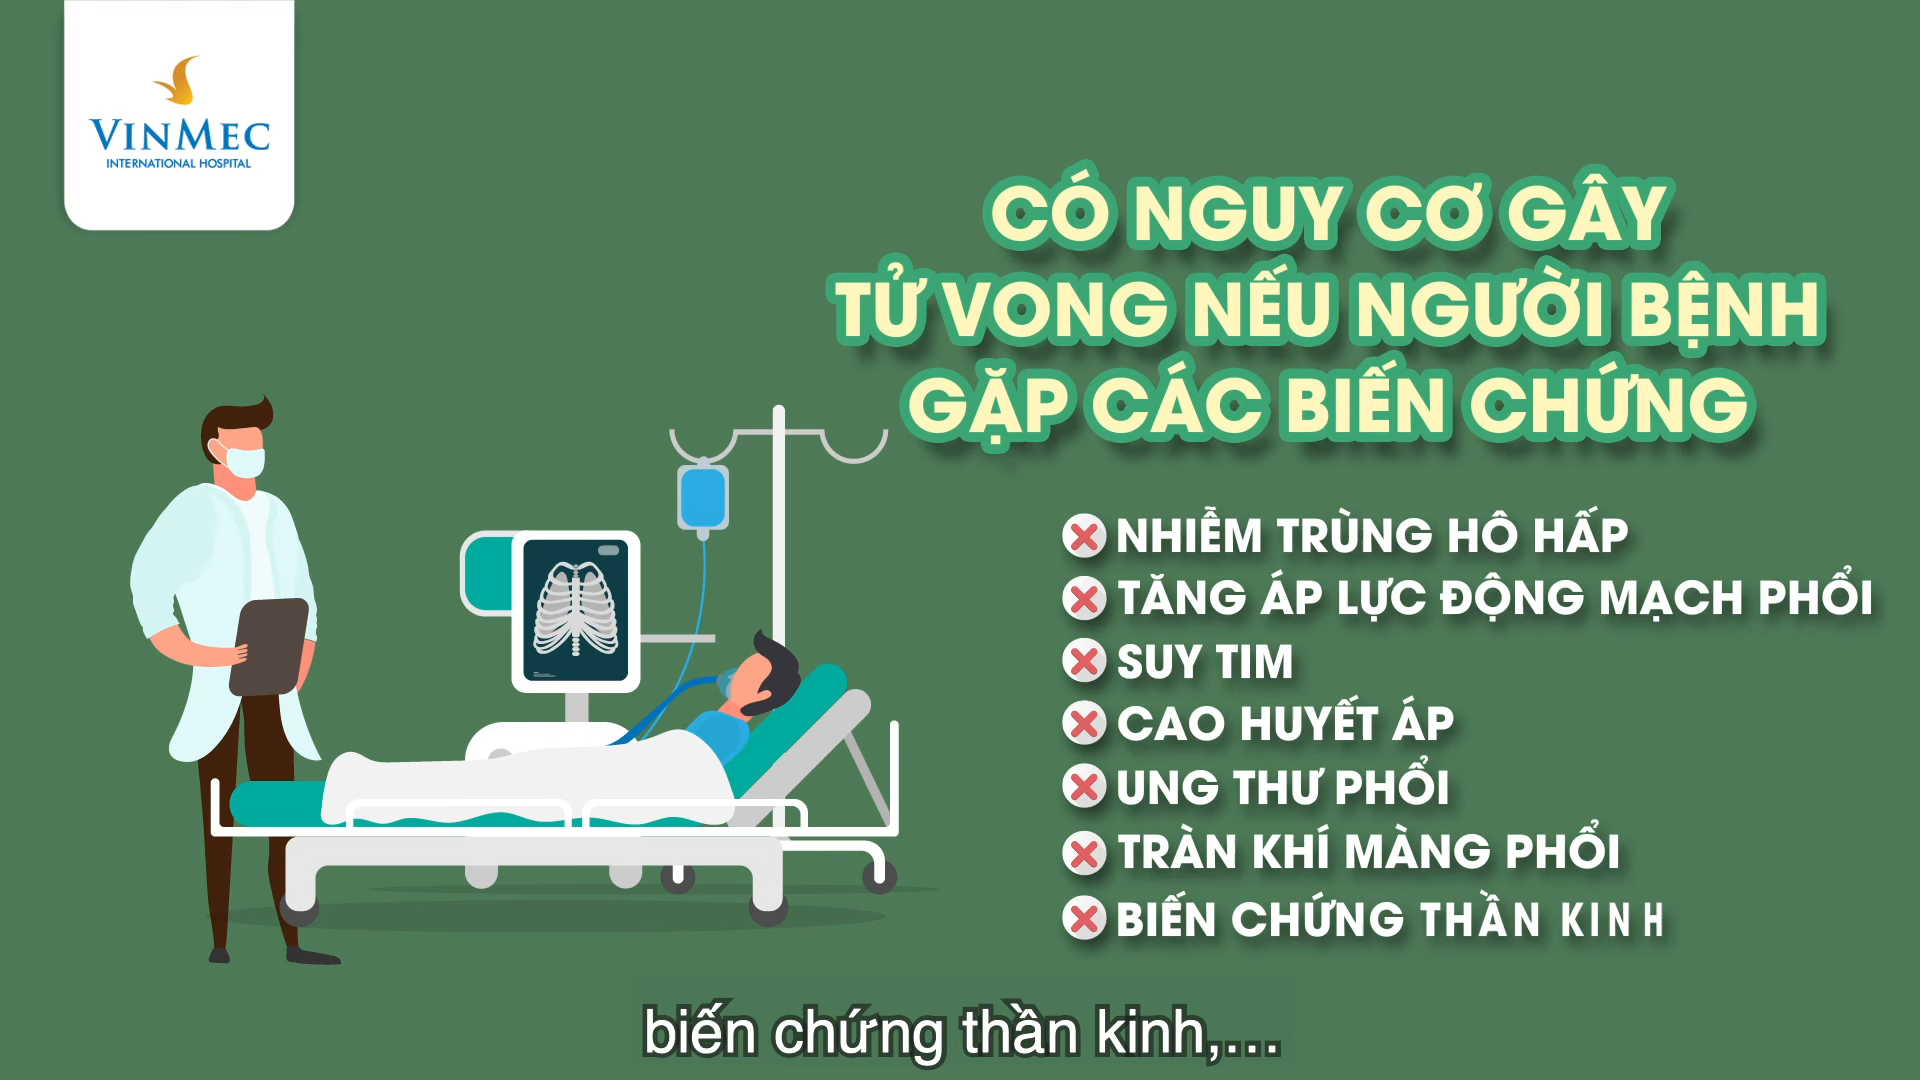 VINMEC
INTERNATIONAL HOSPITAL
CÓ NGUY CƠ GÂY
TỬ VONG NẾU NGƯỜI BỆNH
GẶP CÁC BIẾN CHỨNG
NHIỄM TRÙNG HÔ HẤP
TĂNG ÁP LỰC ĐỘNG MẠCH PHỔI
SUY TIM
CAO HUYẾT ÁP
UNG THƯ PHỔI
TRÀN KHÍ MÀNG PHỔI
BIẾN CHỨNG THẦN KINH
biến chứng thần kinh,...